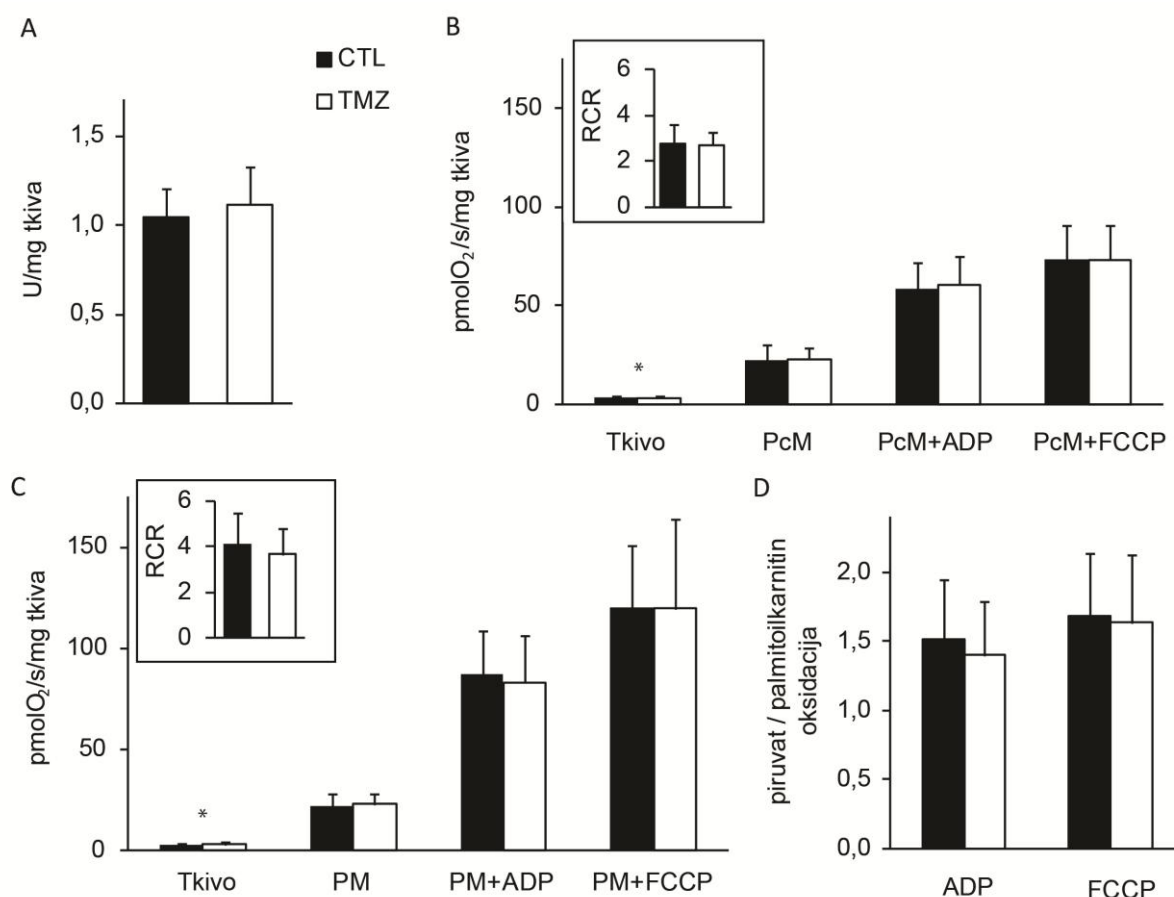 A
CTL
TMZ
U/mg tkiva
1,5
1,0
0,5
0,0
B
pmolO₂/s/mg tkiva
150
100
50
0
RCR
6
4
2
0
*
Tkivo PcM PcM+ADP PcM+FCCP
C
pmolO₂/s/mg tkiva
150
100
50
0
RCR
6
4
2
0
*
Tkivo PM PM+ADP PM+FCCP
D
piruvat / palmitoilkarnitin
oksidacija
2,0
1,5
1,0
0,5
0,0
ADP FCCP